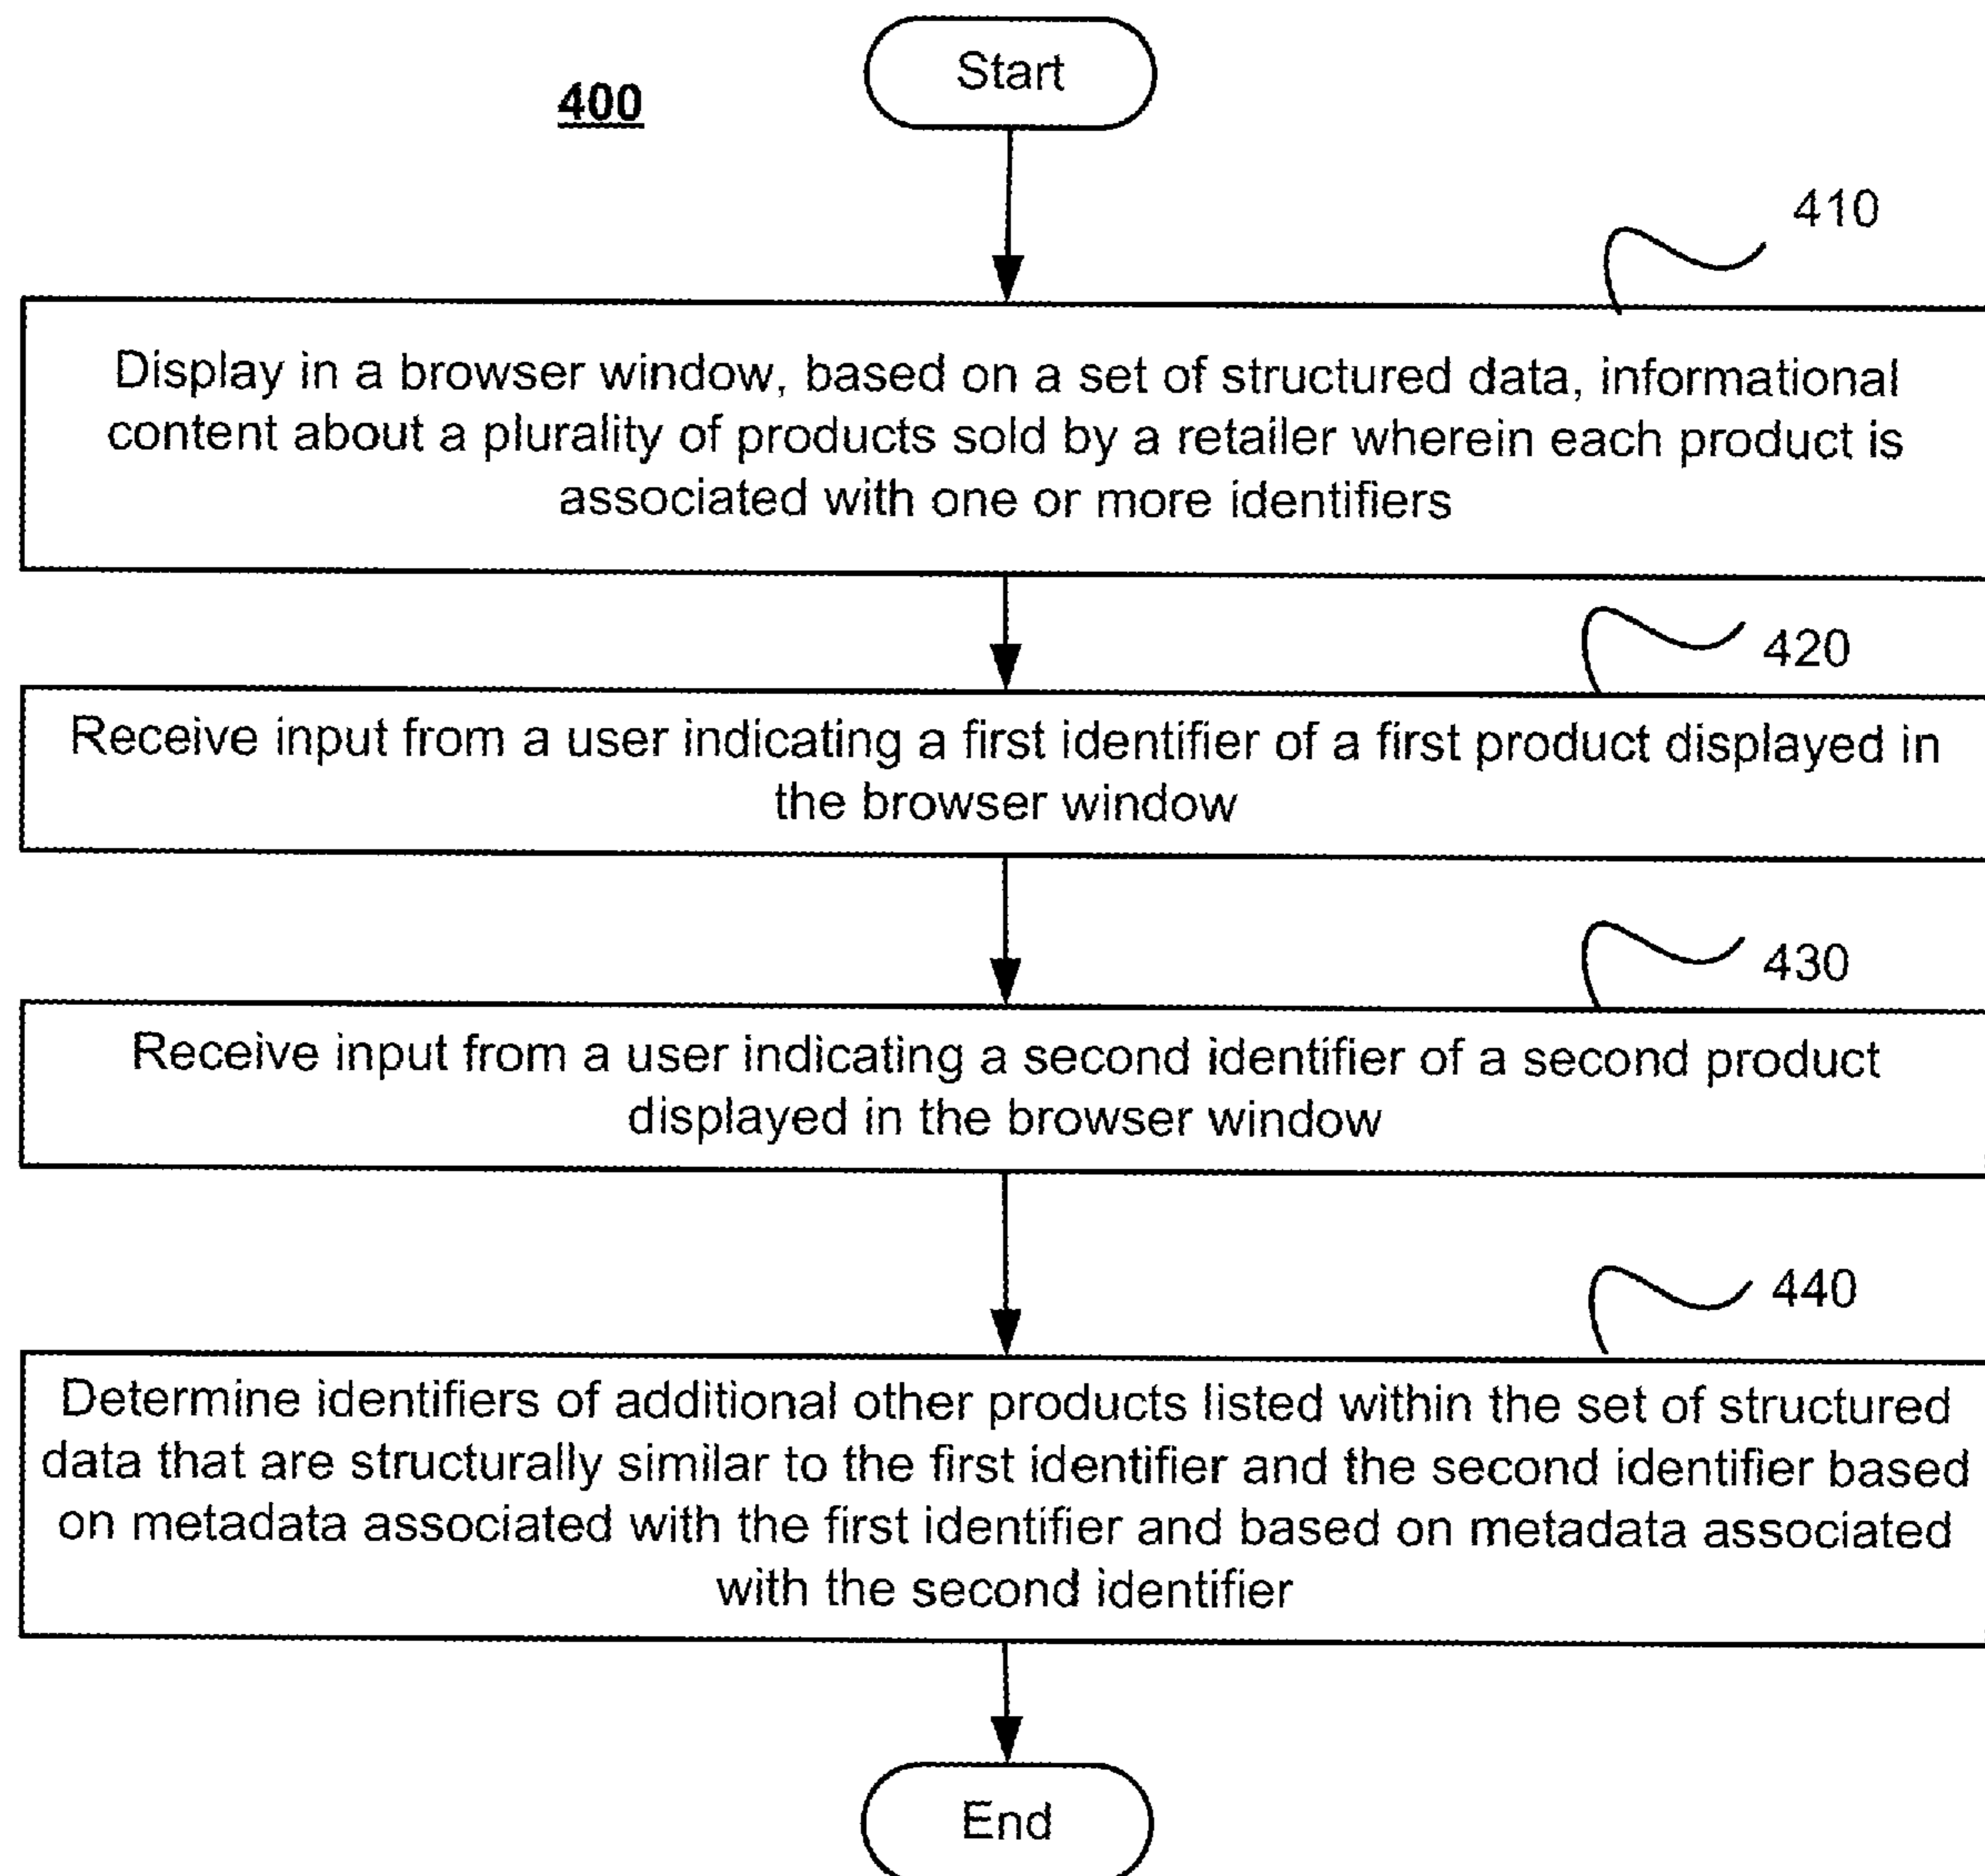 Start
400
410
Display in a browser window, based on a set of structured data, informational
content about a plurality of products sold by a retailer wherein each product is
associated with one or more identifiers
420
Receive input from a user indicating a first identifier of a first product displayed in
the browser window
430
Receive input from a user indicating a second identifier of a second product
displayed in the browser window
440
Determine identifiers of additional other products listed within the set of structured
data that are structurally similar to the first identifier and the second identifier based
on metadata associated with the first identifier and based on metadata associated
with the second identifier
End